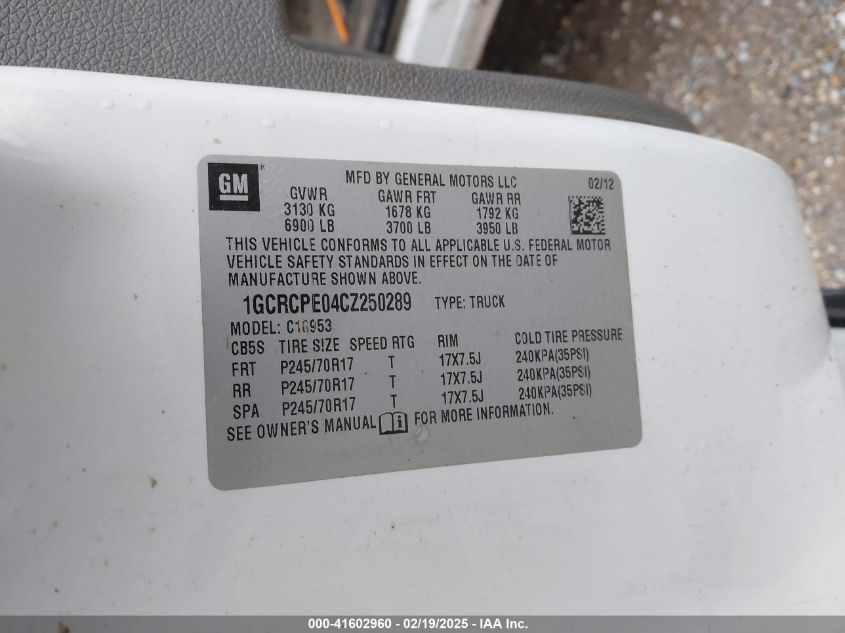 GM
MFD BY GENERAL MOTORS LLC 02/12
GVWR GAWR FRT GAWR RR
3130 KG 1678 KG 1792 KG
6900 LB 3700 LB 3950 LB
THIS VEHICLE CONFORMS TO ALL APPLICABLE U.S. FEDERAL MOTOR
VEHICLE SAFETY STANDARDS IN EFFECT ON THE DATE OF
MANUFACTURE SHOWN ABOVE.
1GCRCPE04CZ250289 TYPE: TRUCK
MODEL: C10953
CB5S TIRE SIZE SPEED RTG RIM COLD TIRE PRESSURE
FRT P245/70R17 T 17X7.5J 240KPA(35PSI)
RR P245/70R17 T 17X7.5J 240KPA(35PSI)
SPA P245/70R17 T 17X7.5J 240KPA(35PSI)
SEE OWNER'S MANUAL FOR MORE INFORMATION.
000-41602960 - 02/19/2025 - IAA Inc.